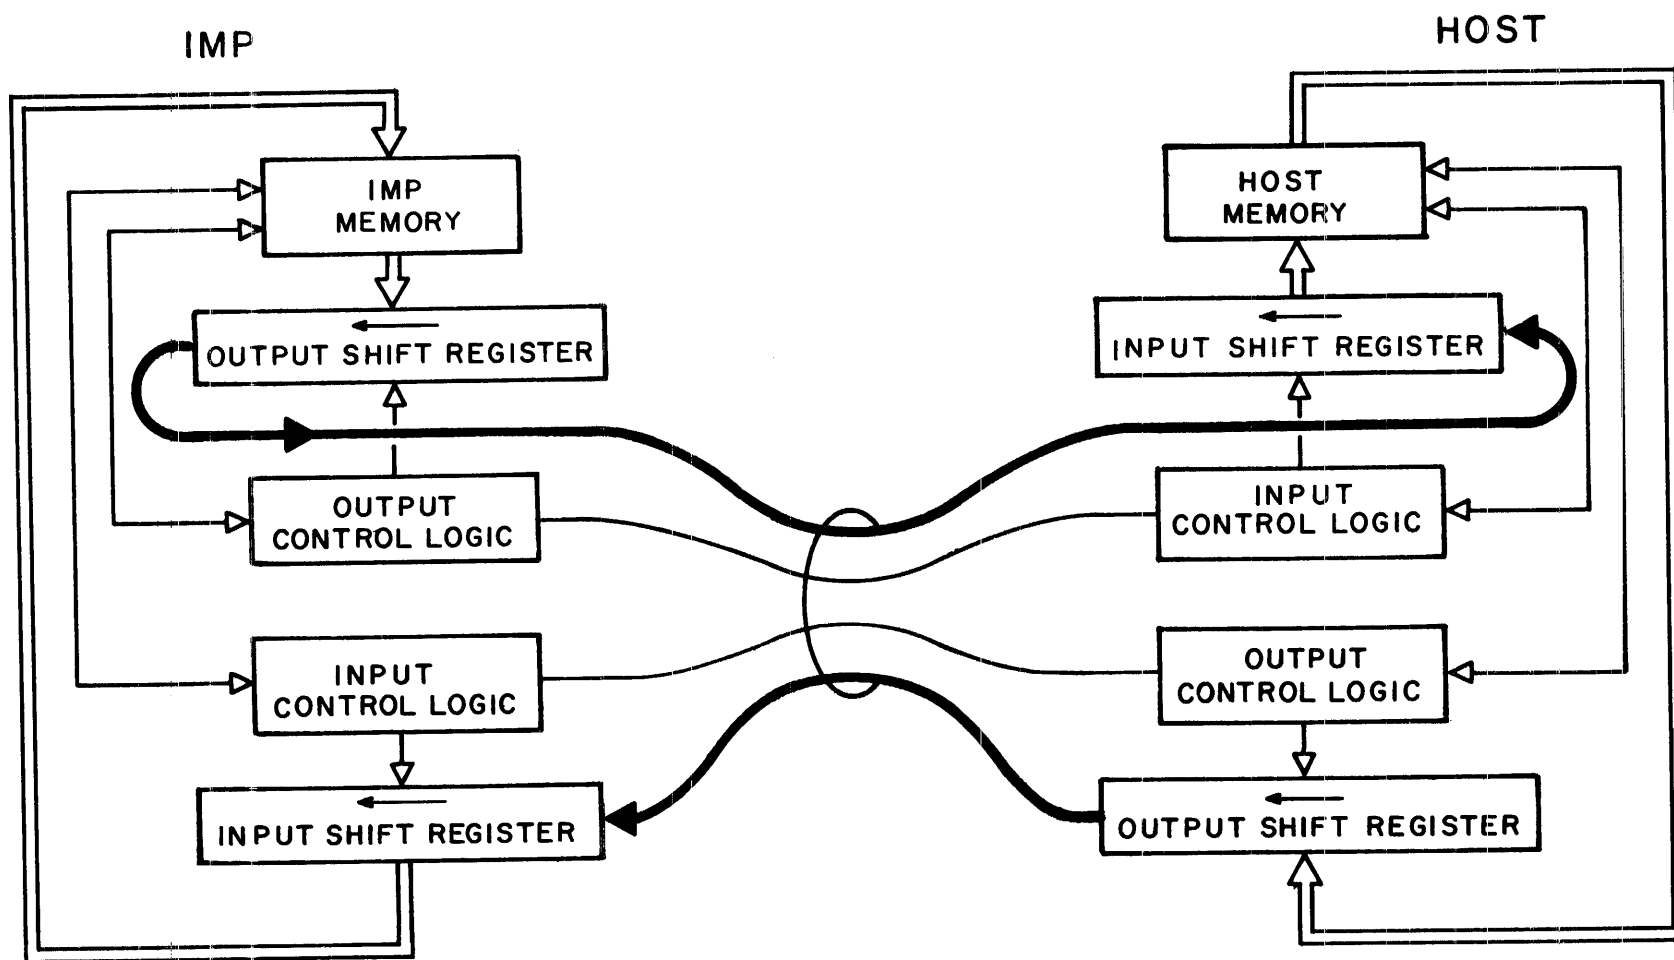 IMP
HOST
IMP
MEMORY
HOST
MEMORY
OUTPUT SHIFT REGISTER
INPUT SHIFT REGISTER
OUTPUT
CONTROL LOGIC
INPUT
CONTROL LOGIC
INPUT
CONTROL LOGIC
OUTPUT
CONTROL LOGIC
INPUT SHIFT REGISTER
OUTPUT SHIFT REGISTER